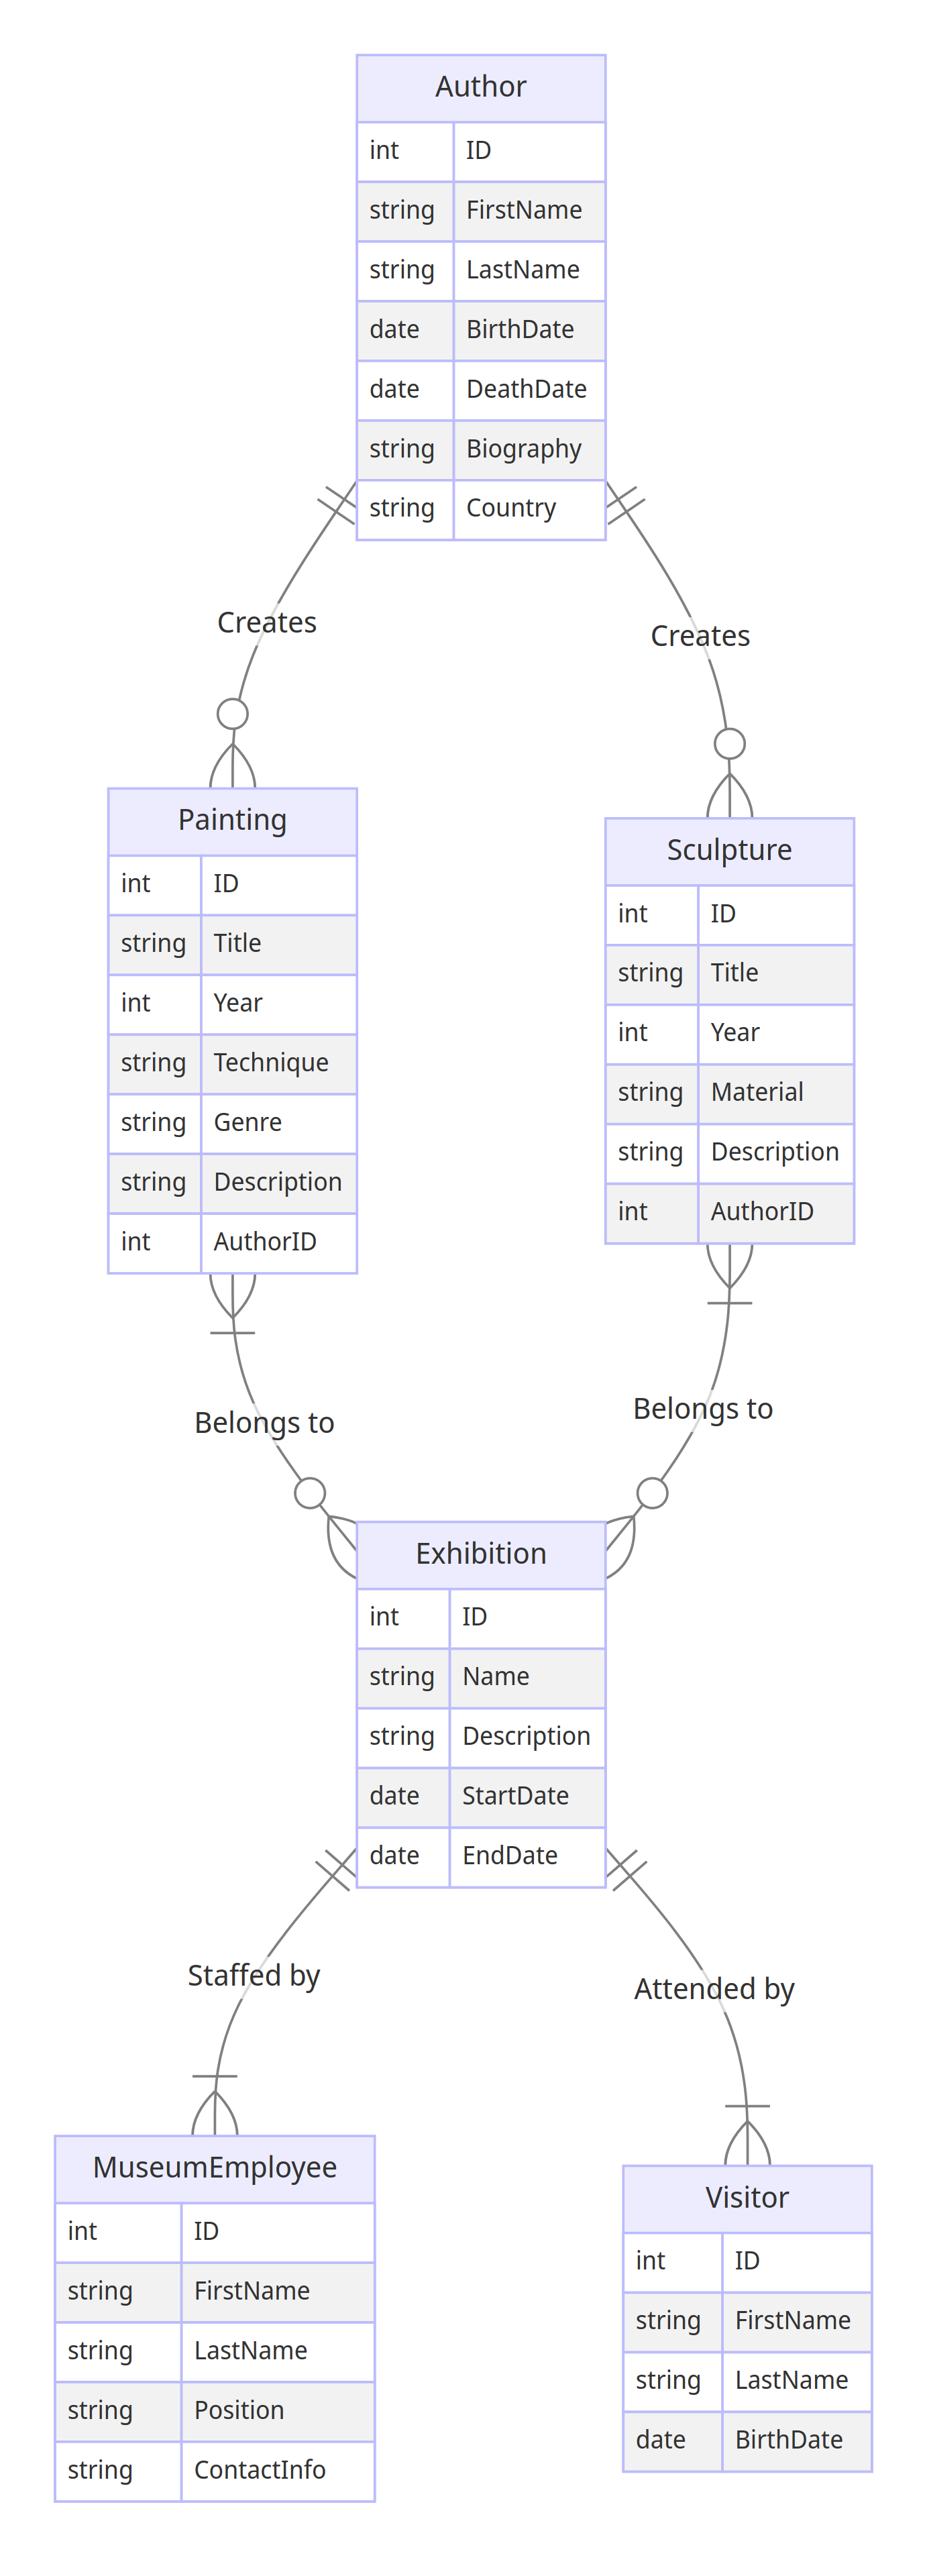 Author
int ID
string FirstName
string LastName
date BirthDate
date DeathDate
string Biography
string Country
Creates
Creates
Painting
int ID
string Title
int Year
string Technique
string Genre
string Description
int AuthorID
Sculpture
int ID
string Title
int Year
string Material
string Description
int AuthorID
Belongs to
Belongs to
Exhibition
int ID
string Name
string Description
date StartDate
date EndDate
Staffed by
Attended by
MuseumEmployee
int ID
string FirstName
string LastName
string Position
string ContactInfo
Visitor
int ID
string FirstName
string LastName
date BirthDate